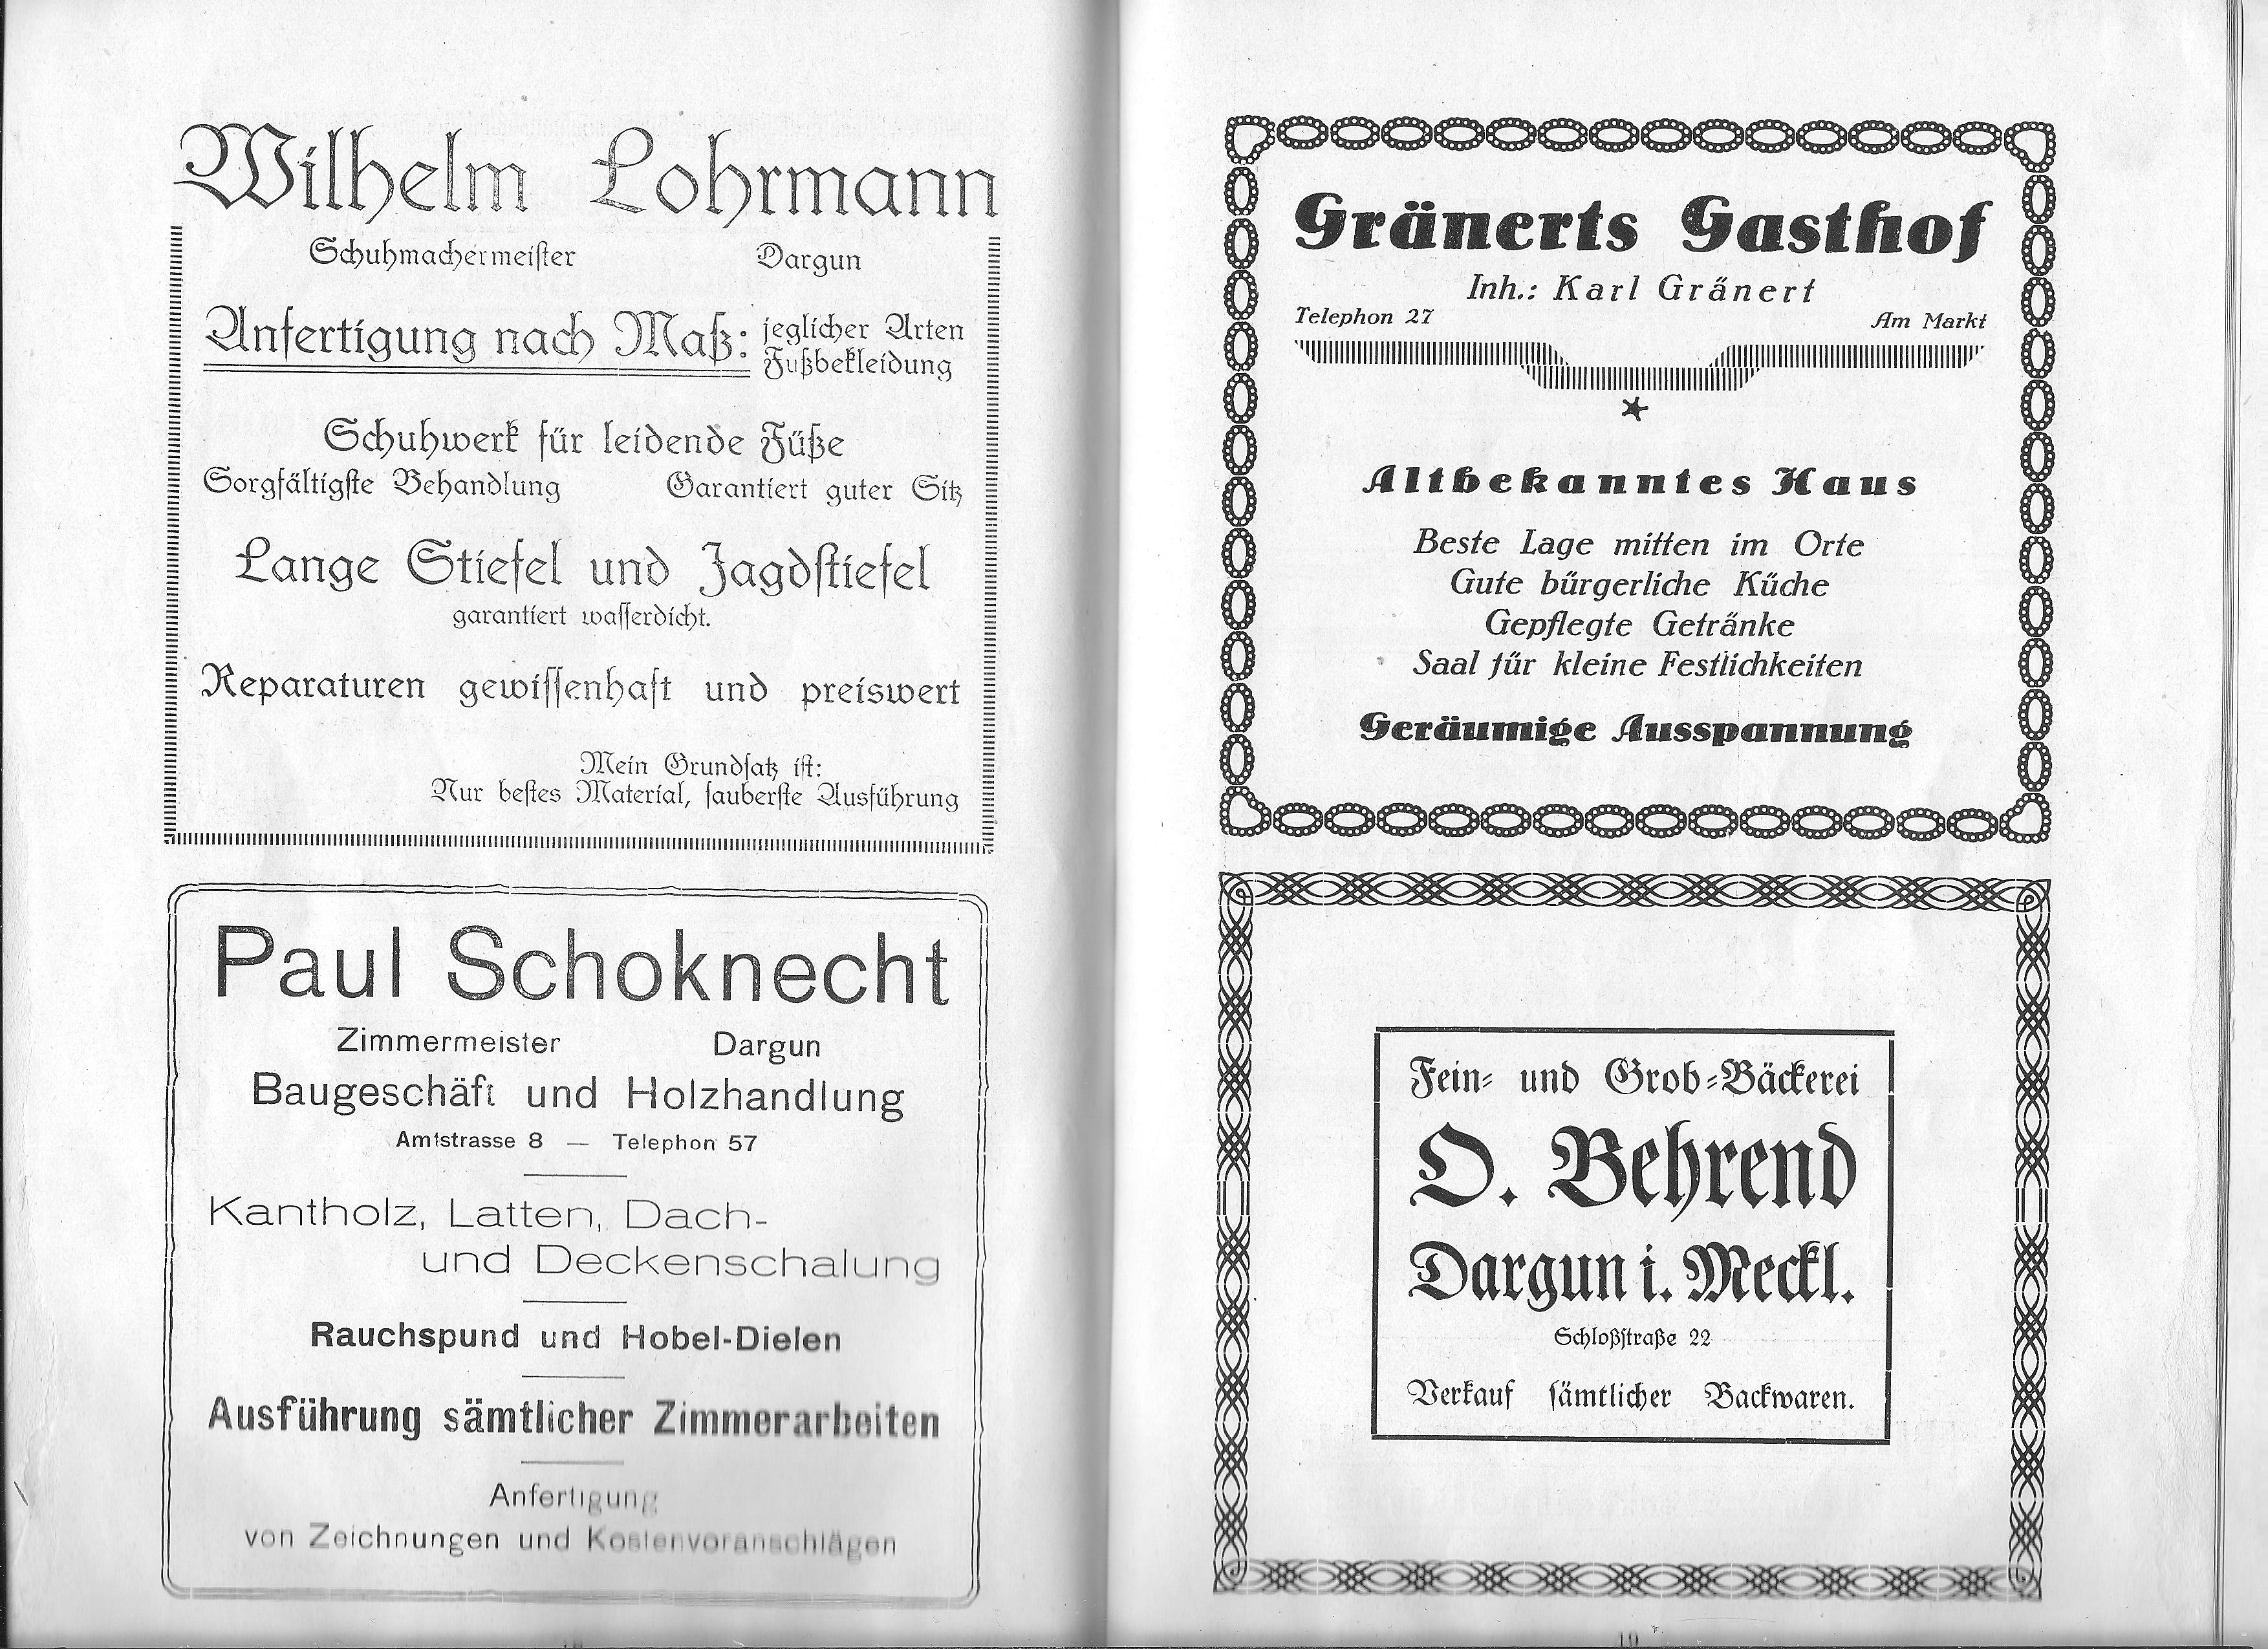 Wilhelm Lohrmann
Schuhmachermeister Dargun
Anfertigung nach Maß: jeglicher Arten
Fußbekleidung
Schuhwerk für leidende Füße
Sorgfältigste Behandlung Garantiert guter Sitz
Lange Stiefel und Jagdstiefel
garantiert wasserdicht.
Reparaturen gewissenhaft und preiswert
Mein Grundsatz ist:
Nur bestes Material, sauberste Ausführung
Paul Schoknecht
Zimmermeister Dargun
Baugeschäft und Holzhandlung
Amtstrasse 8 — Telephon 57
Kantholz, Latten, Dach-
und Deckenschalung
Rauchspund und Hobel-Dielen
Ausführung sämtlicher Zimmerarbeiten
Anfertigung
von Zeichnungen und Kostenvoranschlägen
Gränerts Gasthof
Inh.: Karl Gränert
Telephon 27 Am Markt
Altbekanntes Haus
Beste Lage mitten im Orte
Gute bürgerliche Küche
Gepflegte Getränke
Saal für kleine Festlichkeiten
Geräumige Ausspannung
Fein- und Grob-Bäckerei
O. Behrend
Dargun i. Meckl.
Schloßstraße 22
Verkauf sämtlicher Backwaren.